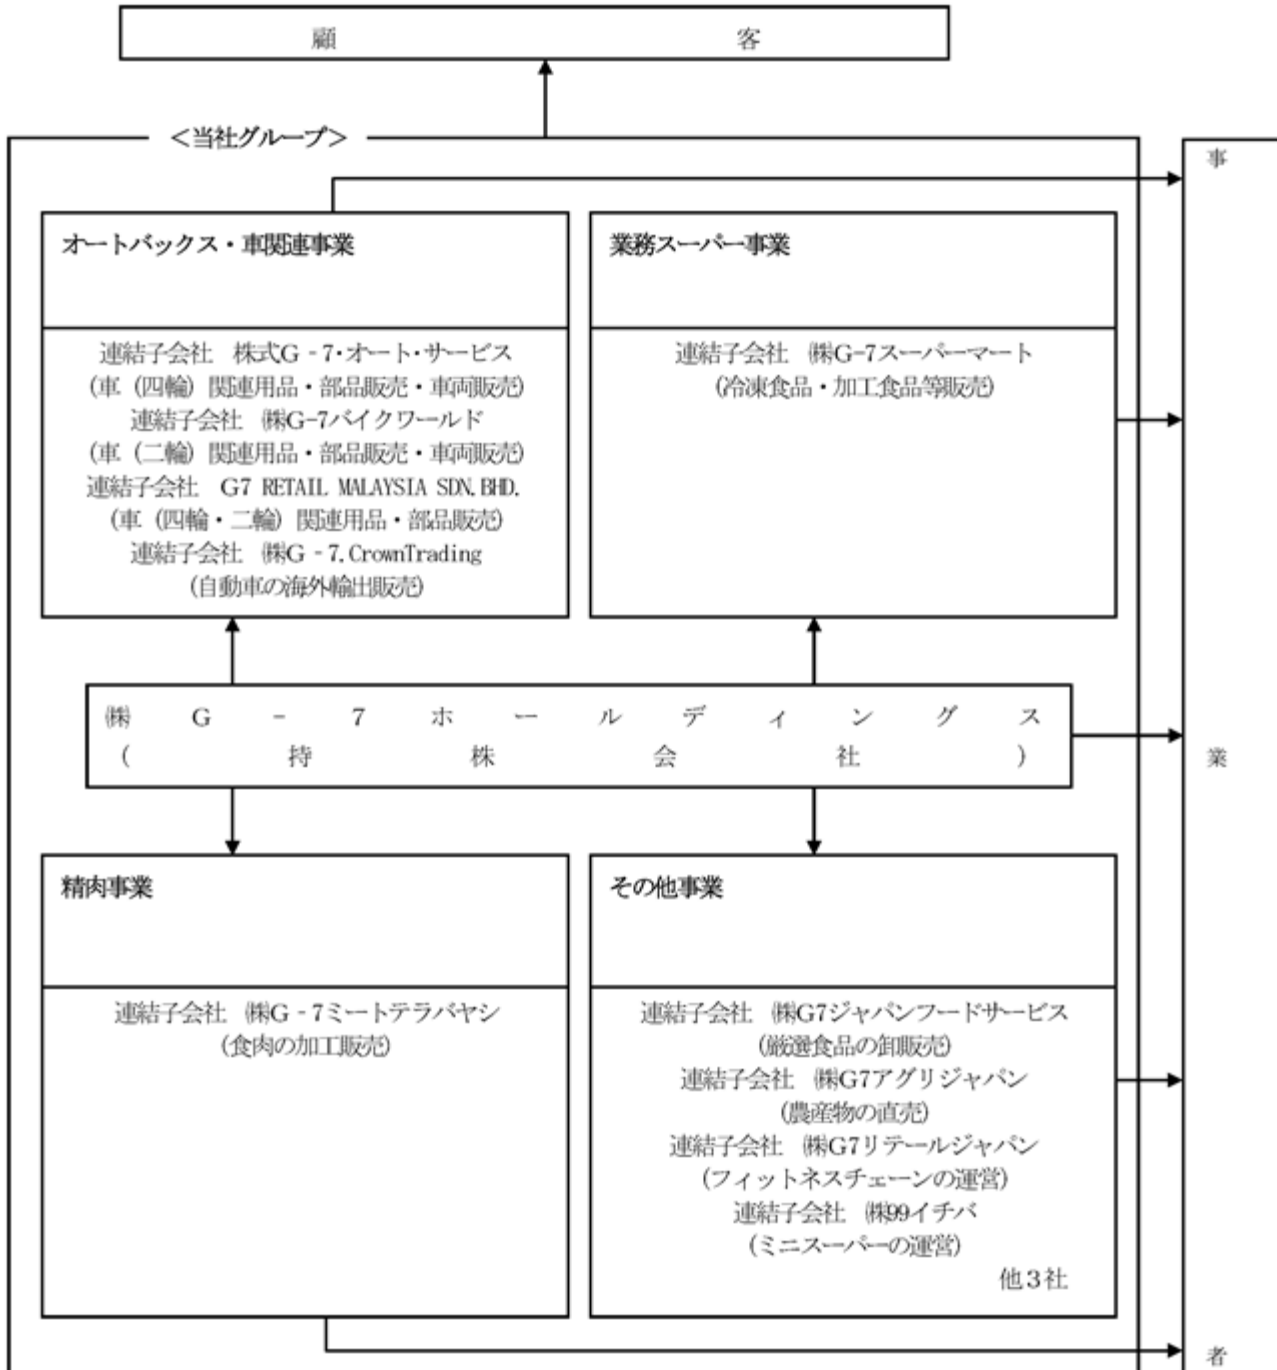 顧客
＜当社グループ＞
オートバックス・車関連事業
連結子会社　株式G‐7・オート・サービス
(車（四輪）関連用品・部品販売・車両販売)
連結子会社　㈱G-7バイクワールド
(車（二輪）関連用品・部品販売・車両販売)
連結子会社　G7 RETAIL MALAYSIA SDN.BHD.
(車（四輪・二輪）関連用品・部品販売)
連結子会社　㈱G‐7.CrownTrading
(自動車の海外輸出販売)
業務スーパー事業
連結子会社　㈱G-7スーパーマート
(冷凍食品・加工食品等販売)
㈱G-7ホールディングス
(持株会社)
精肉事業
連結子会社　㈱G‐7ミートテラバヤシ
(食肉の加工販売)
その他事業
連結子会社　㈱G7ジャパンフードサービス
(厳選食品の卸販売)
連結子会社　㈱G7アグリジャパン
(農産物の直売)
連結子会社　㈱G7リテールジャパン
(フィットネスチェーンの運営)
連結子会社　㈱99イチバ
(ミニスーパーの運営)
他３社
事業者